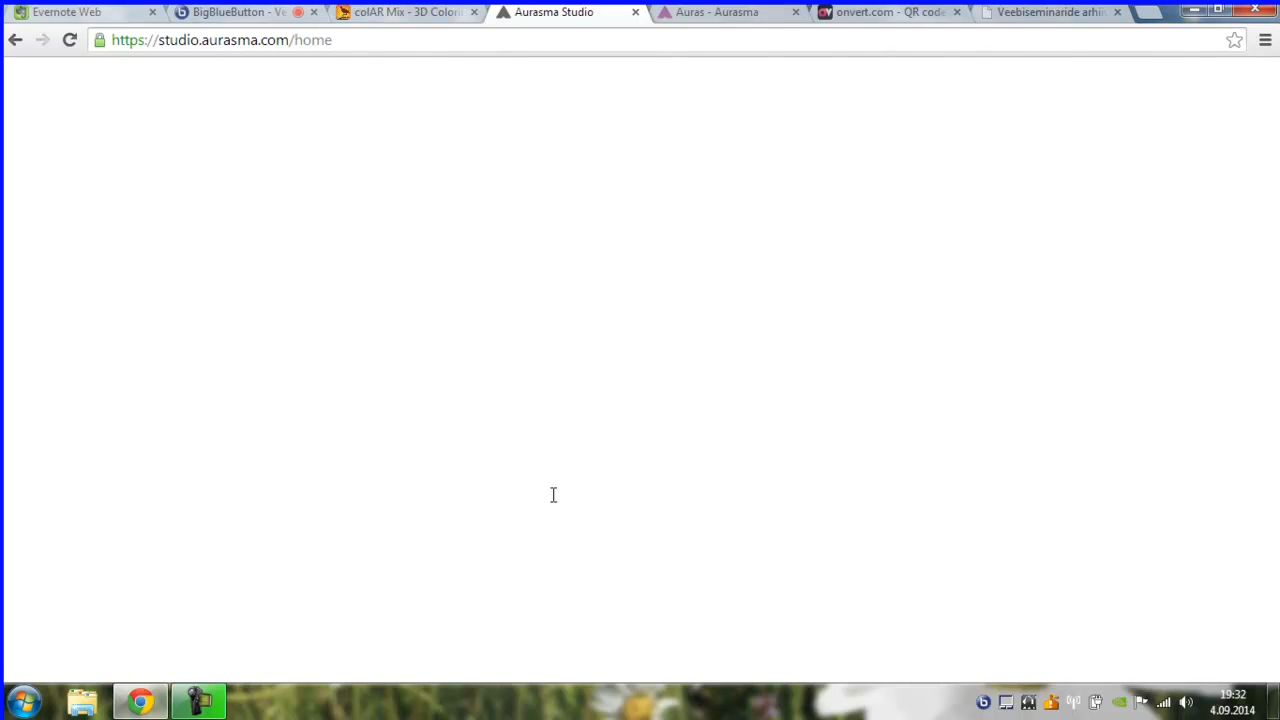 Evernote Web
BigBlueButton - Ve
colAR Mix - 3D Colori
Aurasma Studio
Auras - Aurasma
onvert.com - QR code
Veebiseminaride arhi
https://studio.aurasma.com/home
19:32
4.09.2014